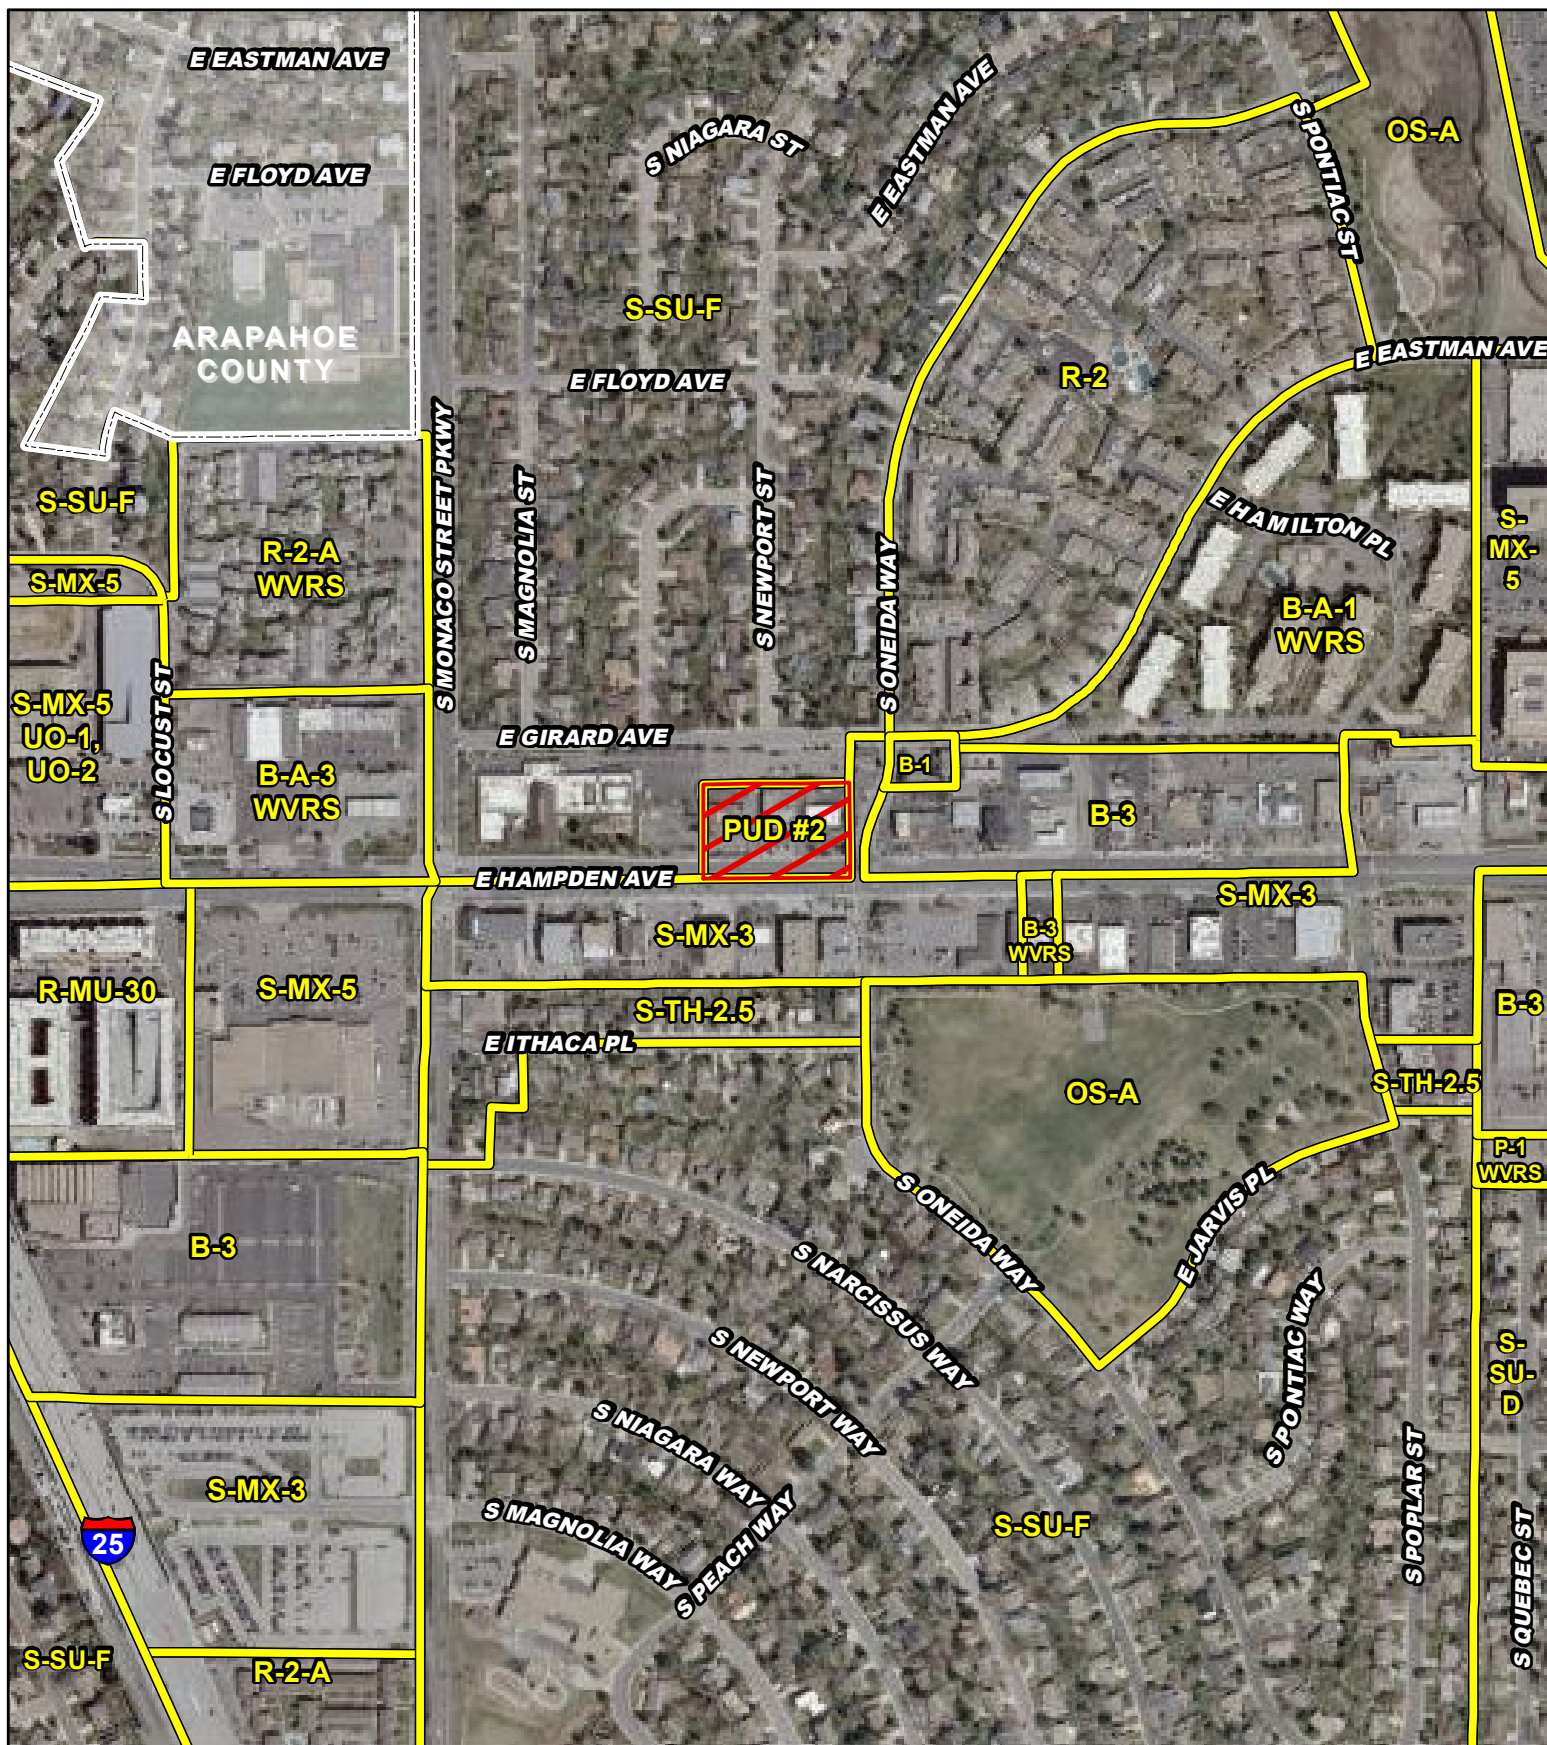 E EASTMAN AVE
S NIAGARA ST
E EASTMAN AVE
S PONTIAC ST
OS-A
E FLOYD AVE
ARAPAHOE
COUNTY
S-SU-F
E FLOYD AVE
R-2
E EASTMAN AVE
S MONACO STREET PKWY
S MAGNOLIA ST
S NEWPORT ST
S ONEIDA WAY
E HAMILTON PL
S-SU-F
S-MX-5
R-2-A
WVRS
S-
MX-
5
B-A-1
WVRS
S LOCUST ST
S-MX-5
UO-1,
UO-2
E GIRARD AVE
B-A-3
WVRS
B-1
PUD #2
B-3
E HAMPDEN AVE
S-MX-3
S-MX-3
B-3
WVRS
R-MU-30
S-MX-5
S-TH-2.5
B-3
E ITHACA PL
OS-A
S-TH-2.5
P-1
WVRS
S ONEIDA WAY
E JARVIS PL
B-3
S NARCISSUS WAY
S PONTIAC WAY
S NEWPORT WAY
S-
SU-
D
S NIAGARA WAY
S POPLAR ST
S-MX-3
S MAGNOLIA WAY
S PEACH WAY
S-SU-F
S QUEBEC ST
25
S-SU-F
R-2-A